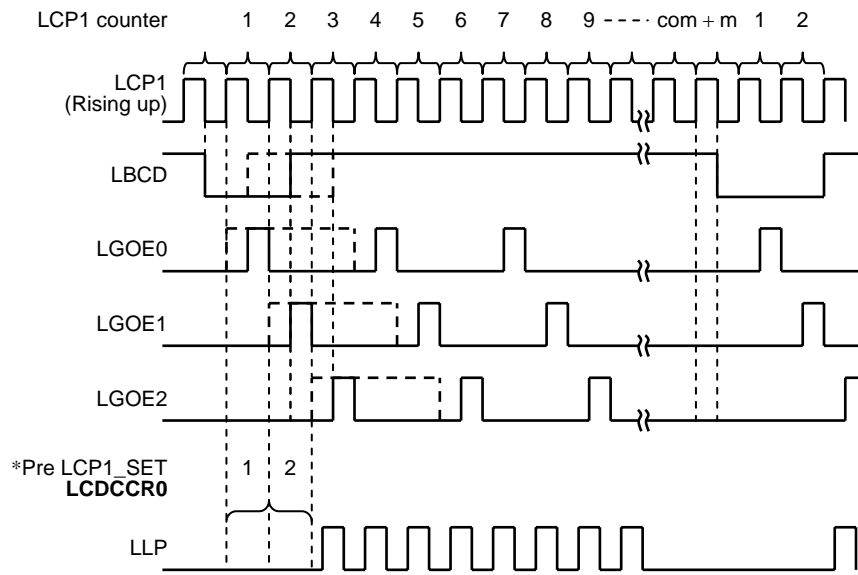 LCP1 counter 1 2 3 4 5 6 7 8 9 ---- com + m 1 2
LCP1
(Rising up)
LBCD
LGOE0
LGOE1
LGOE2
*Pre LCP1_SET 1 2
LCDCCR0
LLP